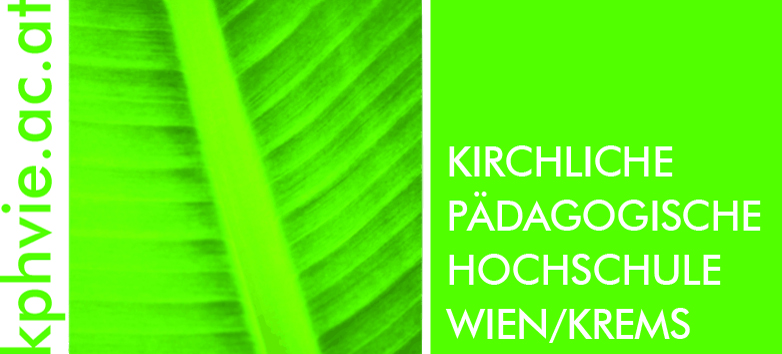 kphvie.ac.at
KIRCHLICHE
PÄDAGOGISCHE
HOCHSCHULE
WIEN/KREMS